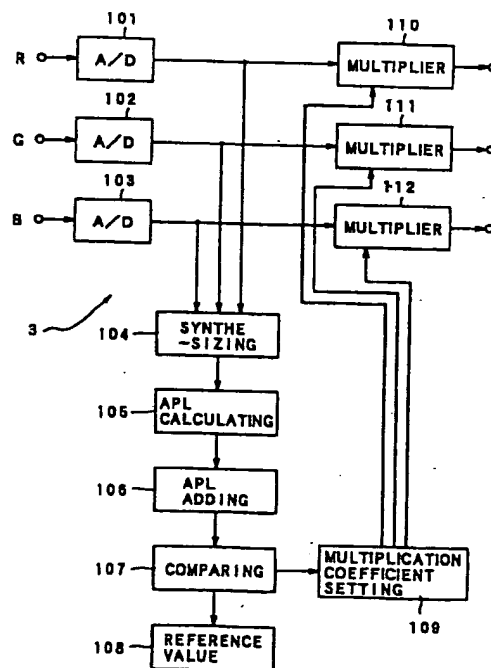 101
110
R
A/D
MULTIPLIER
102
111
G
A/D
MULTIPLIER
103
112
B
A/D
MULTIPLIER
3
104
SYNTHE
~SIZING
105
APL
CALCULATING
106
APL
ADDING
107
COMPARING
MULTIPLICATION
COEFFICIENT
SETTING
109
108
REFERENCE
VALUE